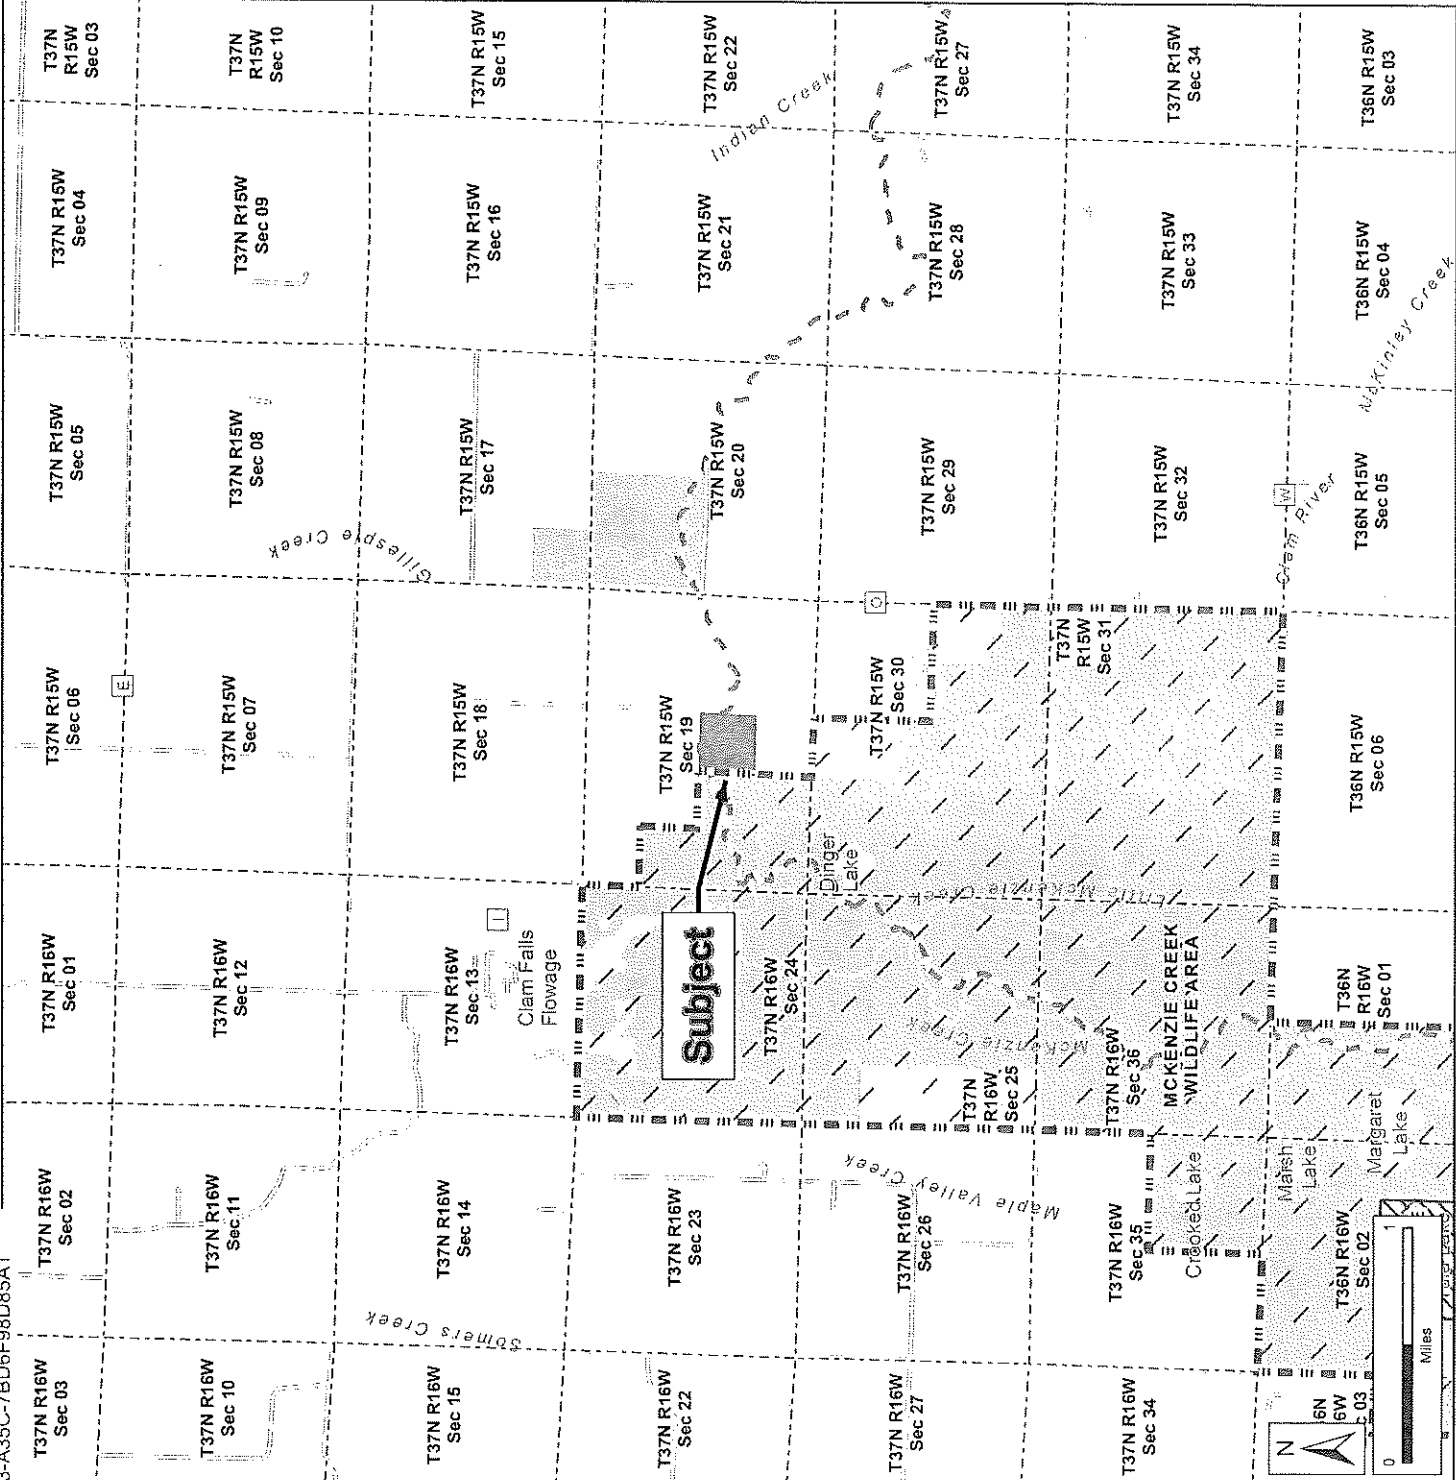 T37N R16W
Sec 03
T37N R16W
Sec 02
T37N R16W
Sec 01
T37N R15W
Sec 06
T37N R15W
Sec 05
T37N R15W
Sec 04
T37N
R15W
Sec 03
E
T37N R16W
Sec 10
T37N R16W
Sec 11
T37N R16W
Sec 12
T37N R15W
Sec 07
T37N R15W
Sec 08
T37N R15W
Sec 09
T37N
R15W
Sec 10
Gillespie Creek
Somers Creek
T37N R16W
Sec 15
T37N R16W
Sec 14
T37N R16W
Sec 13
I
Clam Falls
Flowage
T37N R15W
Sec 18
T37N R15W
Sec 17
T37N R15W
Sec 16
T37N R15W
Sec 15
T37N R16W
Sec 22
T37N R16W
Sec 23
Subject
T37N R16W
Sec 24
T37N R15W
Sec 19
T37N R15W
Sec 20
T37N R15W
Sec 21
T37N R15W
Sec 22
Indian Creek
Dinger
Lake
O
Little McKenzie Creek
McKenzie Creek
Maple Valley Creek
T37N R16W
Sec 27
T37N R16W
Sec 26
T37N
R16W
Sec 25
T37N R15W
Sec 30
T37N R15W
Sec 29
T37N R15W
Sec 28
T37N R15W
Sec 27
T37N R16W
Sec 34
T37N R16W
Sec 35
T37N R16W
Sec 36
MCKENZIE CREEK
WILDLIFE AREA
T37N
R15W
Sec 31
T37N R15W
Sec 32
T37N R15W
Sec 33
T37N R15W
Sec 34
Crooked Lake
W
Clam River
McKinley Creek
Marsh
Lake
Margaret
Lake
6N
6W
c 03
T36N R16W
Sec 02
T36N
R16W
Sec 01
T36N R15W
Sec 06
T36N R15W
Sec 05
T36N R15W
Sec 04
T36N R15W
Sec 03
N
0 1
Miles